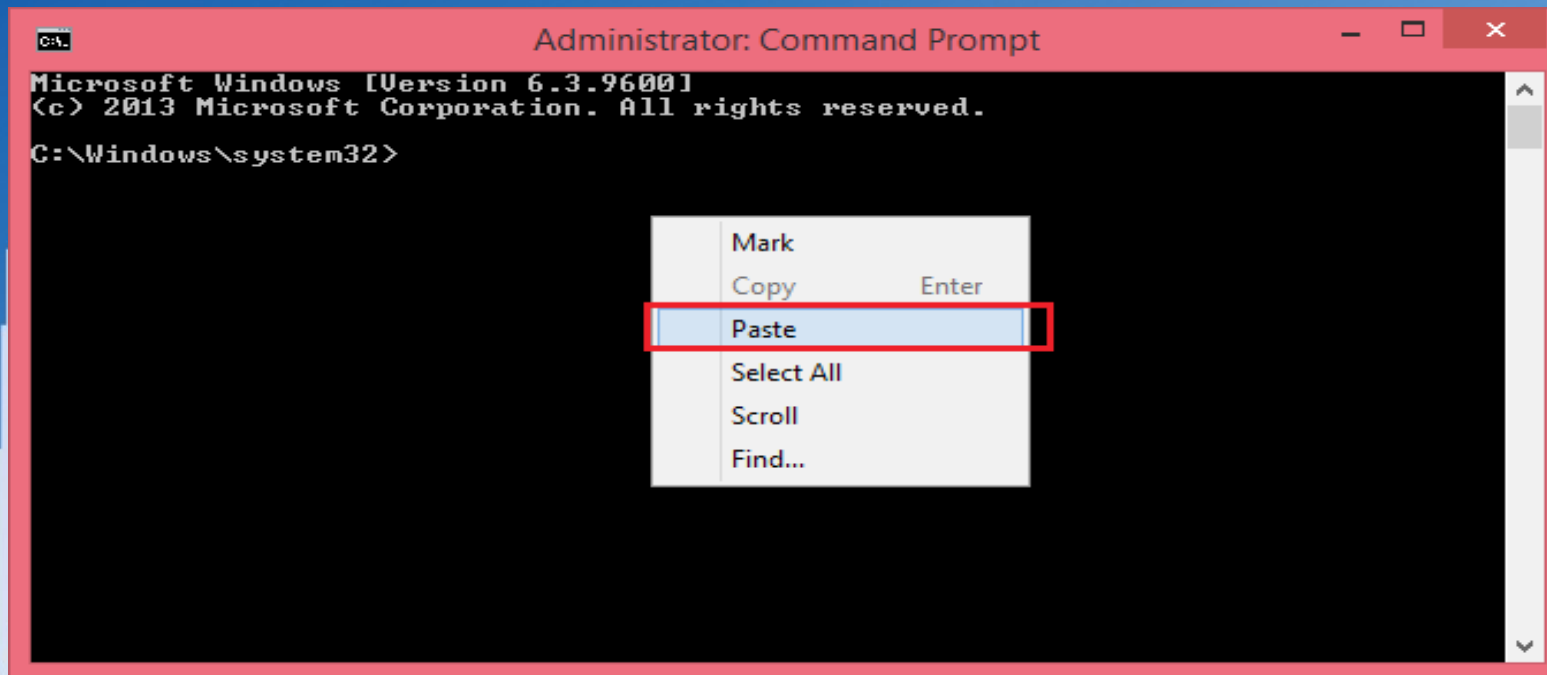 C:\.
Administrator: Command Prompt
Microsoft Windows [Version 6.3.9600]
(c) 2013 Microsoft Corporation. All rights reserved.
C:\Windows\system32>
Mark
Copy Enter
Paste
Select All
Scroll
Find...